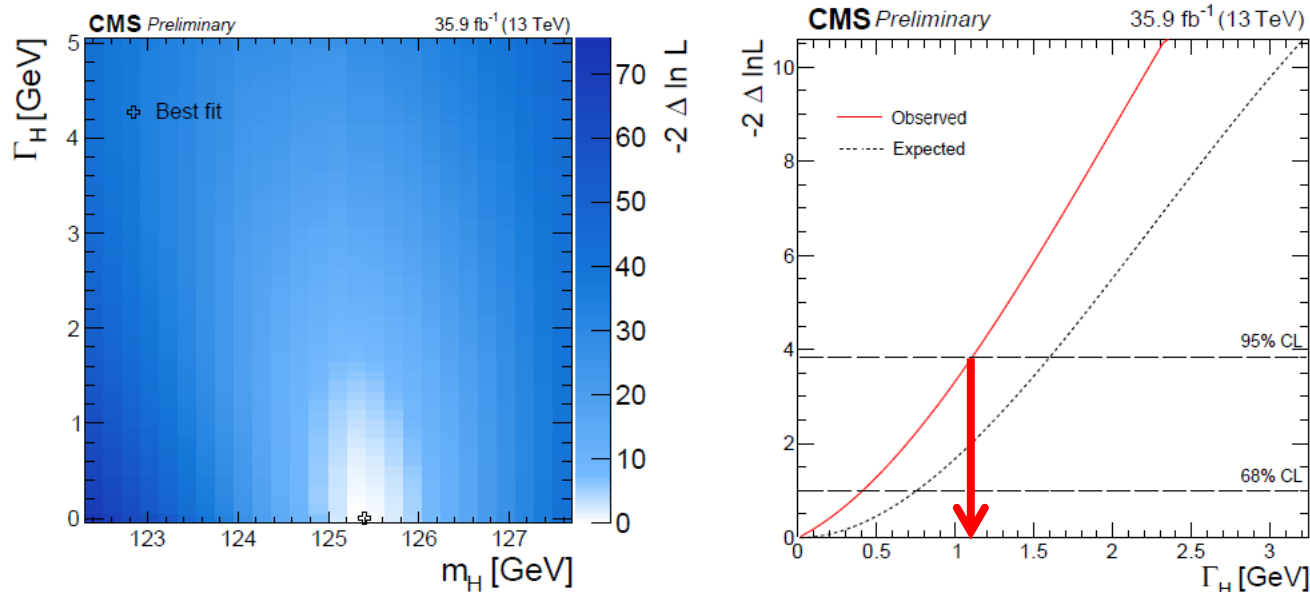 CMS Preliminary 35.9 fb⁻¹ (13 TeV)
Γ_H [GeV]
5
4
3
2
1
0
Best fit
123 124 125 126 127
m_H [GeV]
70
60
50
40
30
20
10
0
-2 Δ ln L
CMS Preliminary 35.9 fb⁻¹ (13 TeV)
-2 Δ lnL
10
8
6
4
2
0
Observed
Expected
95% CL
68% CL
0 0.5 1 1.5 2 2.5 3
Γ_H [GeV]